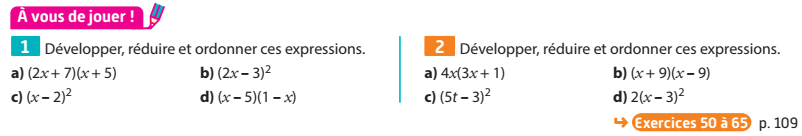 À vous de jouer !
1 Développer, réduire et ordonner ces expressions.
a) (2x + 7)(x + 5) b) (2x – 3)²
c) (x – 2)² d) (x – 5)(1 – x)
2 Développer, réduire et ordonner ces expressions.
a) 4x(3x + 1) b) (x + 9)(x – 9)
c) (5t – 3)² d) 2(x – 3)²
↪ Exercices 50 à 65 p. 109